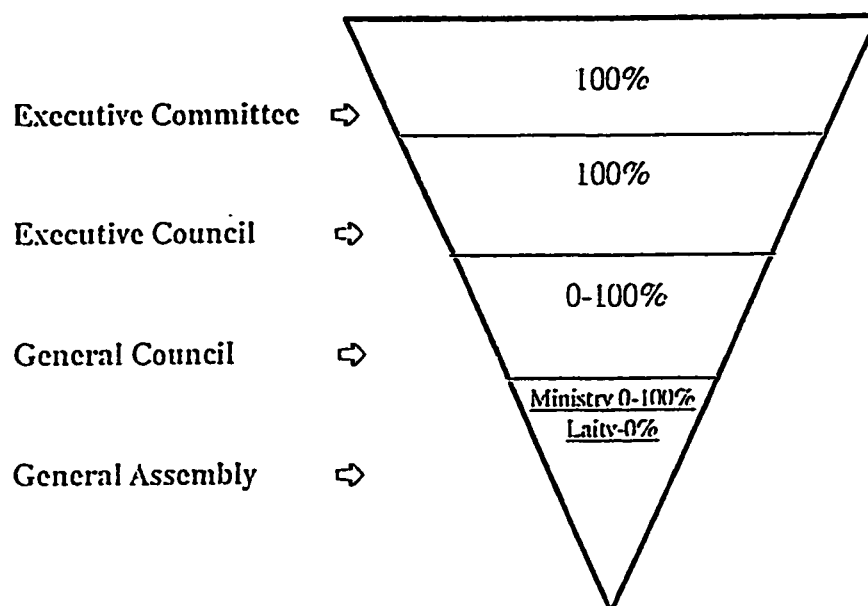 100%
Executive Committee ⇨
100%
Executive Council ⇨
0-100%
General Council ⇨
Ministry 0-100%
Laity-0%
General Assembly ⇨